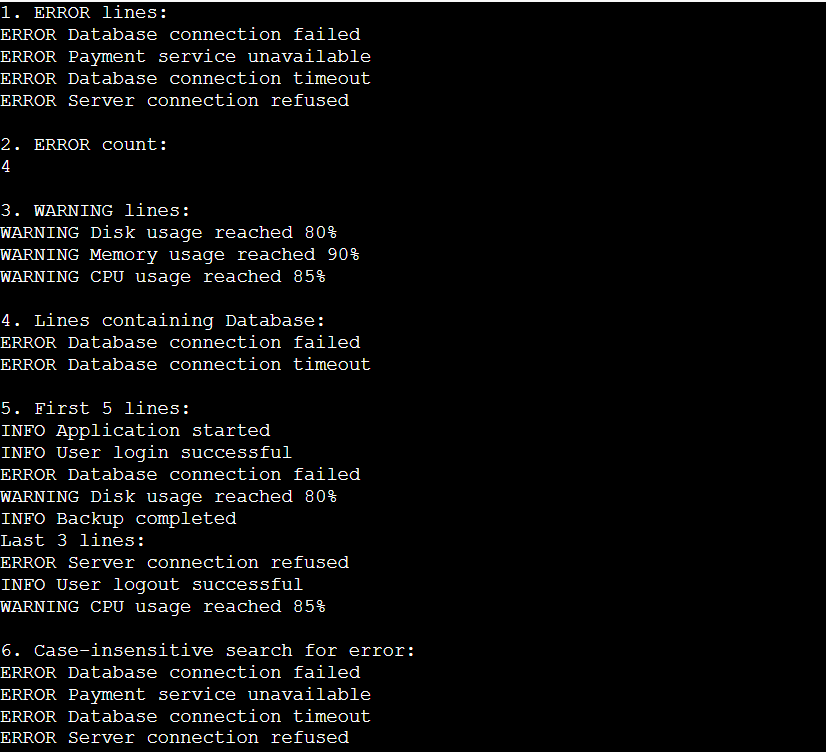 1. ERROR lines:
ERROR Database connection failed
ERROR Payment service unavailable
ERROR Database connection timeout
ERROR Server connection refused
2. ERROR count:
4
3. WARNING lines:
WARNING Disk usage reached 80%
WARNING Memory usage reached 90%
WARNING CPU usage reached 85%
4. Lines containing Database:
ERROR Database connection failed
ERROR Database connection timeout
5. First 5 lines:
INFO Application started
INFO User login successful
ERROR Database connection failed
WARNING Disk usage reached 80%
INFO Backup completed
Last 3 lines:
ERROR Server connection refused
INFO User logout successful
WARNING CPU usage reached 85%
6. Case-insensitive search for error:
ERROR Database connection failed
ERROR Payment service unavailable
ERROR Database connection timeout
ERROR Server connection refused